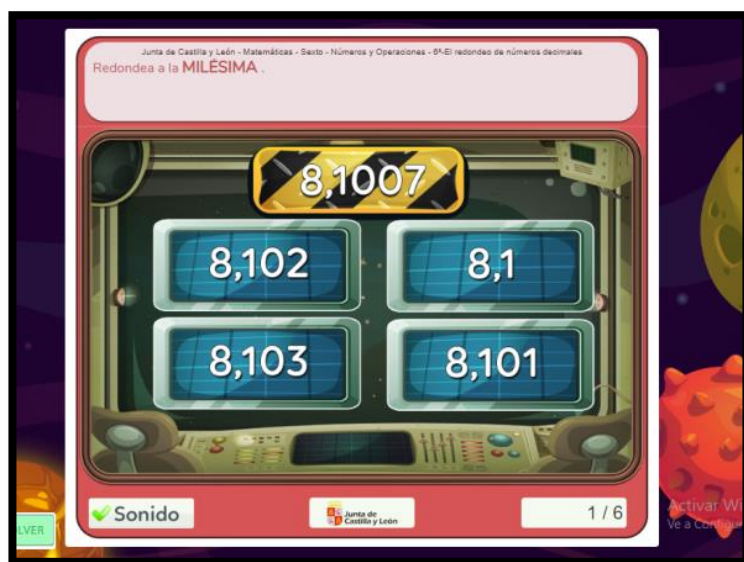 Junta de Castilla y León - Matemáticas - Sexto - Números y Operaciones - 6º-El redondeo de números decimales
Redondea a la MILÉSIMA .
8,1007
8,102
8,1
8,103
8,101
Sonido
Junta de
Castilla y León
1 / 6
LVER
Activar Wi
Ve a Configur